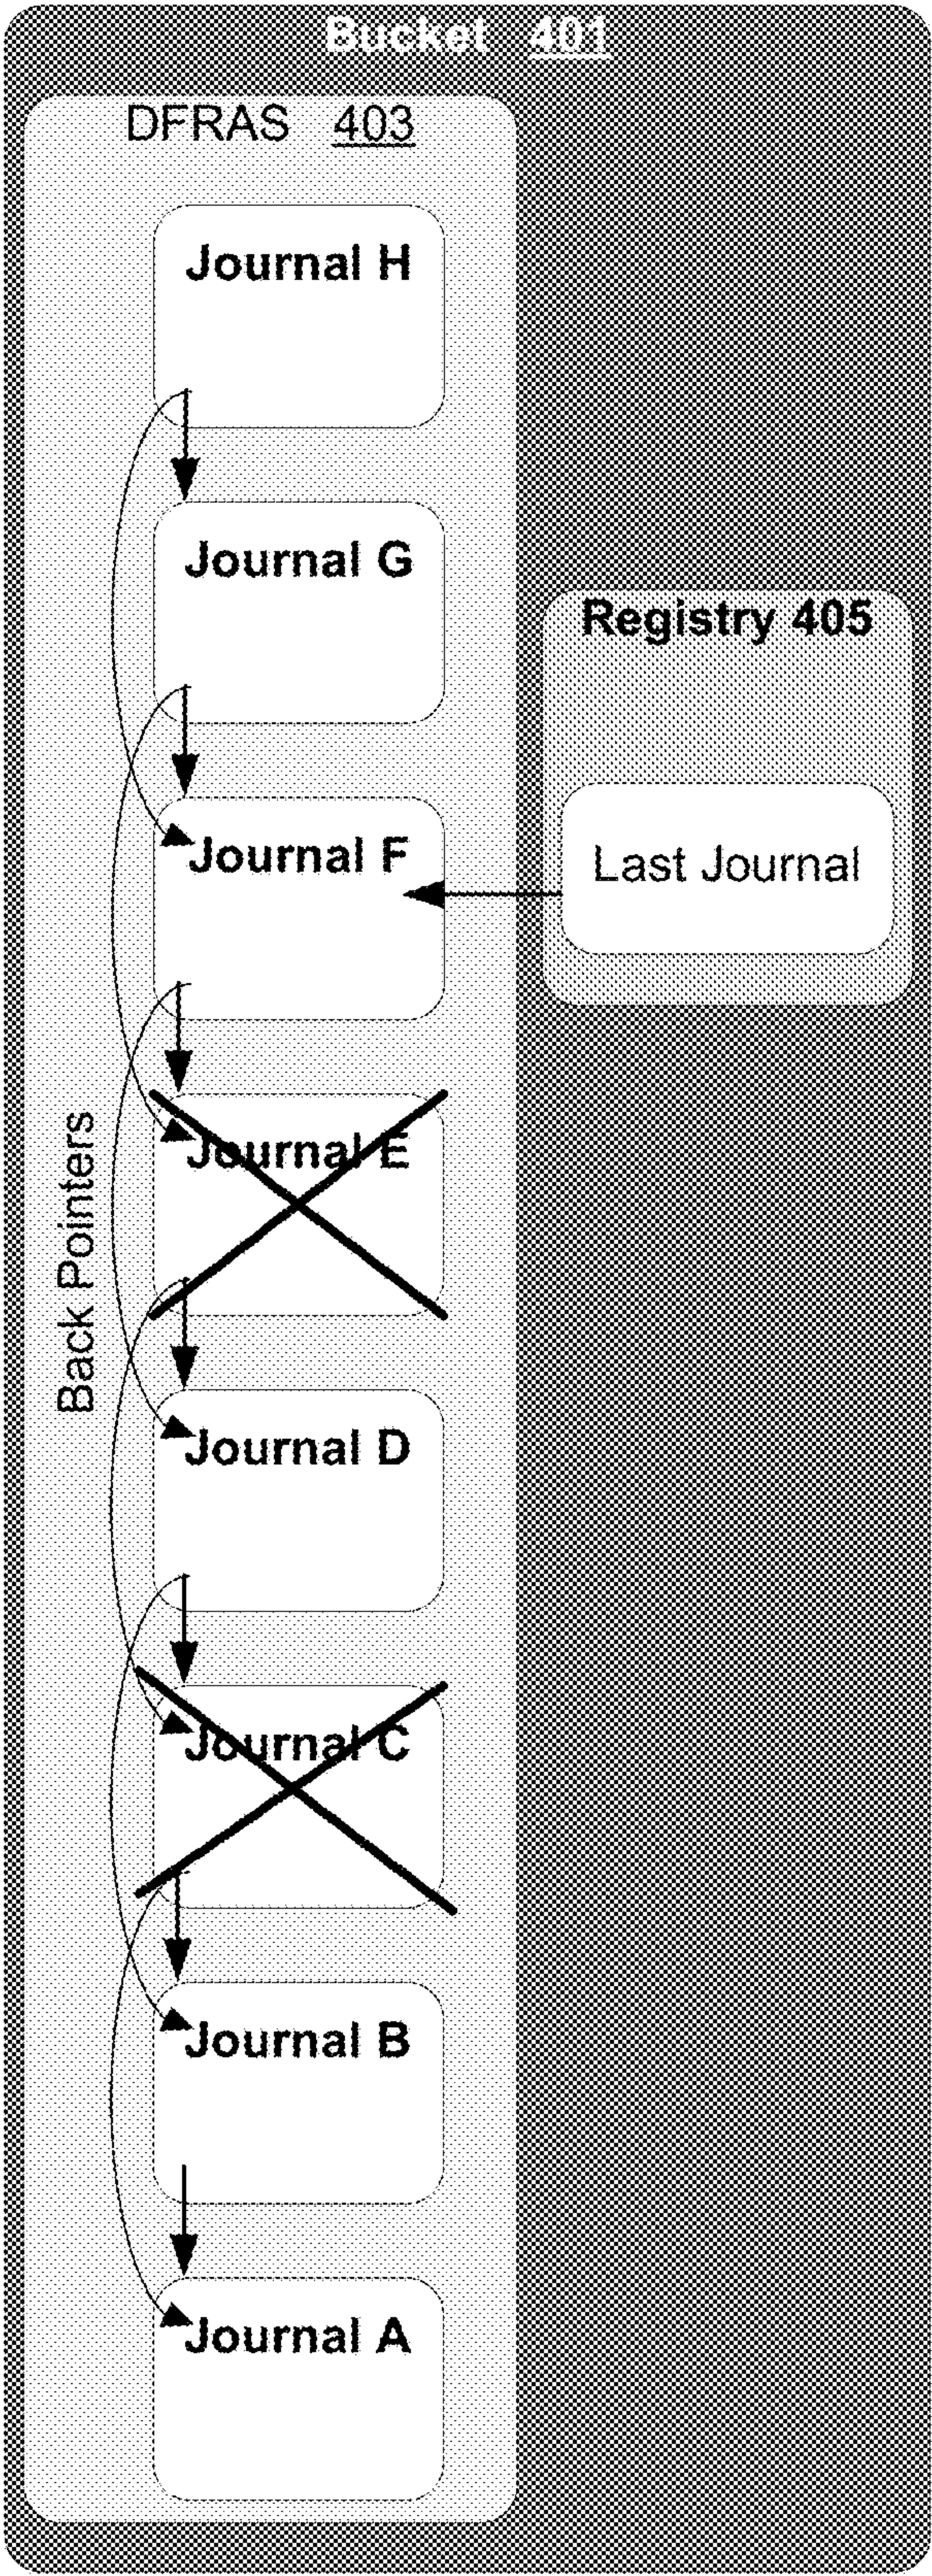 Bucket 401
DFRAS 403
Journal H
Journal G
Registry 405
Journal F
Last Journal
Back Pointers
Journal E
Journal D
Journal C
Journal B
Journal A